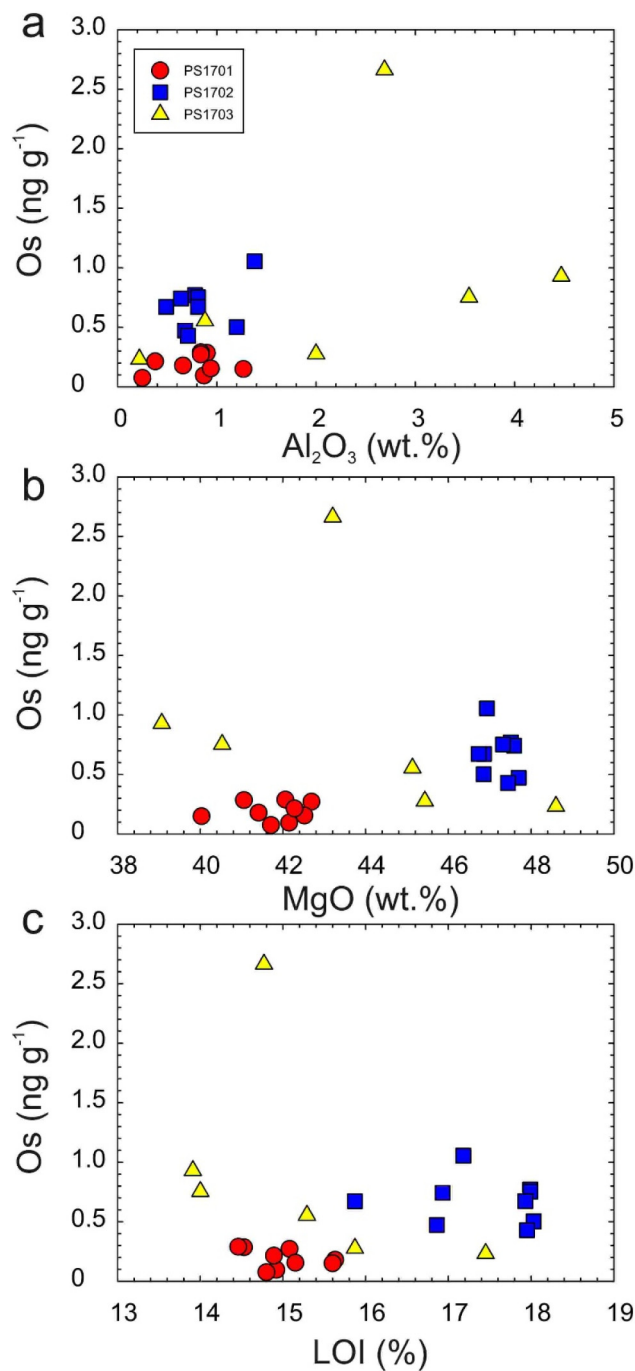 a
3.0
2.5
2.0
1.5
1.0
0.5
0
Os (ng g⁻¹)
PS1701
PS1702
PS1703
0 1 2 3 4 5
Al₂O₃ (wt.%)
b
3.0
2.5
2.0
1.5
1.0
0.5
0
Os (ng g⁻¹)
38 40 42 44 46 48 50
MgO (wt.%)
c
3.0
2.5
2.0
1.5
1.0
0.5
0
Os (ng g⁻¹)
13 14 15 16 17 18 19
LOI (%)